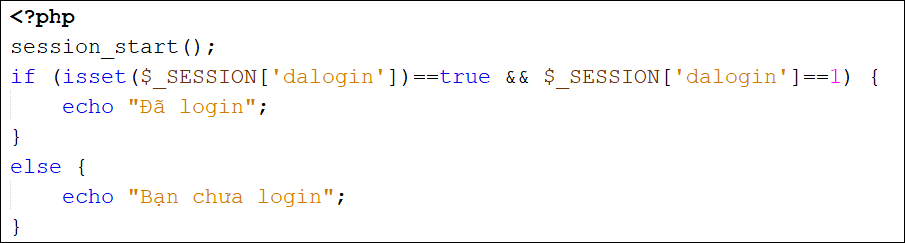 <?php
session_start();
if (isset($_SESSION['dalogin'])==true && $_SESSION['dalogin']==1) {
    echo "Đã login";
}
else {
    echo "Bạn chưa login";
}